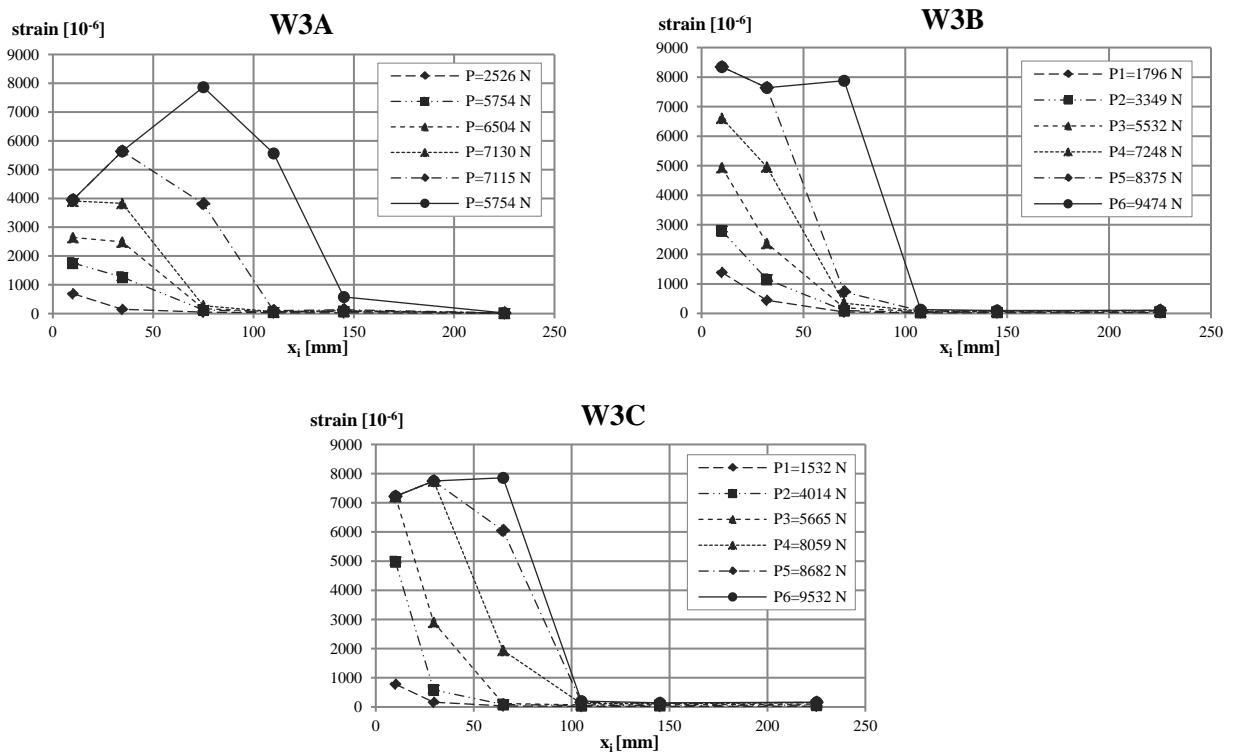 strain [10-6]
W3A
9000
8000
7000
6000
5000
4000
3000
2000
1000
0
0 50 100 150 200 250
xi [mm]
P=2526 N
P=5754 N
P=6504 N
P=7130 N
P=7115 N
P=5754 N
strain [10-6]
W3B
9000
8000
7000
6000
5000
4000
3000
2000
1000
0
0 50 100 150 200 250
xi [mm]
P1=1796 N
P2=3349 N
P3=5532 N
P4=7248 N
P5=8375 N
P6=9474 N
strain [10-6]
W3C
9000
8000
7000
6000
5000
4000
3000
2000
1000
0
0 50 100 150 200 250
xi [mm]
P1=1532 N
P2=4014 N
P3=5665 N
P4=8059 N
P5=8682 N
P6=9532 N